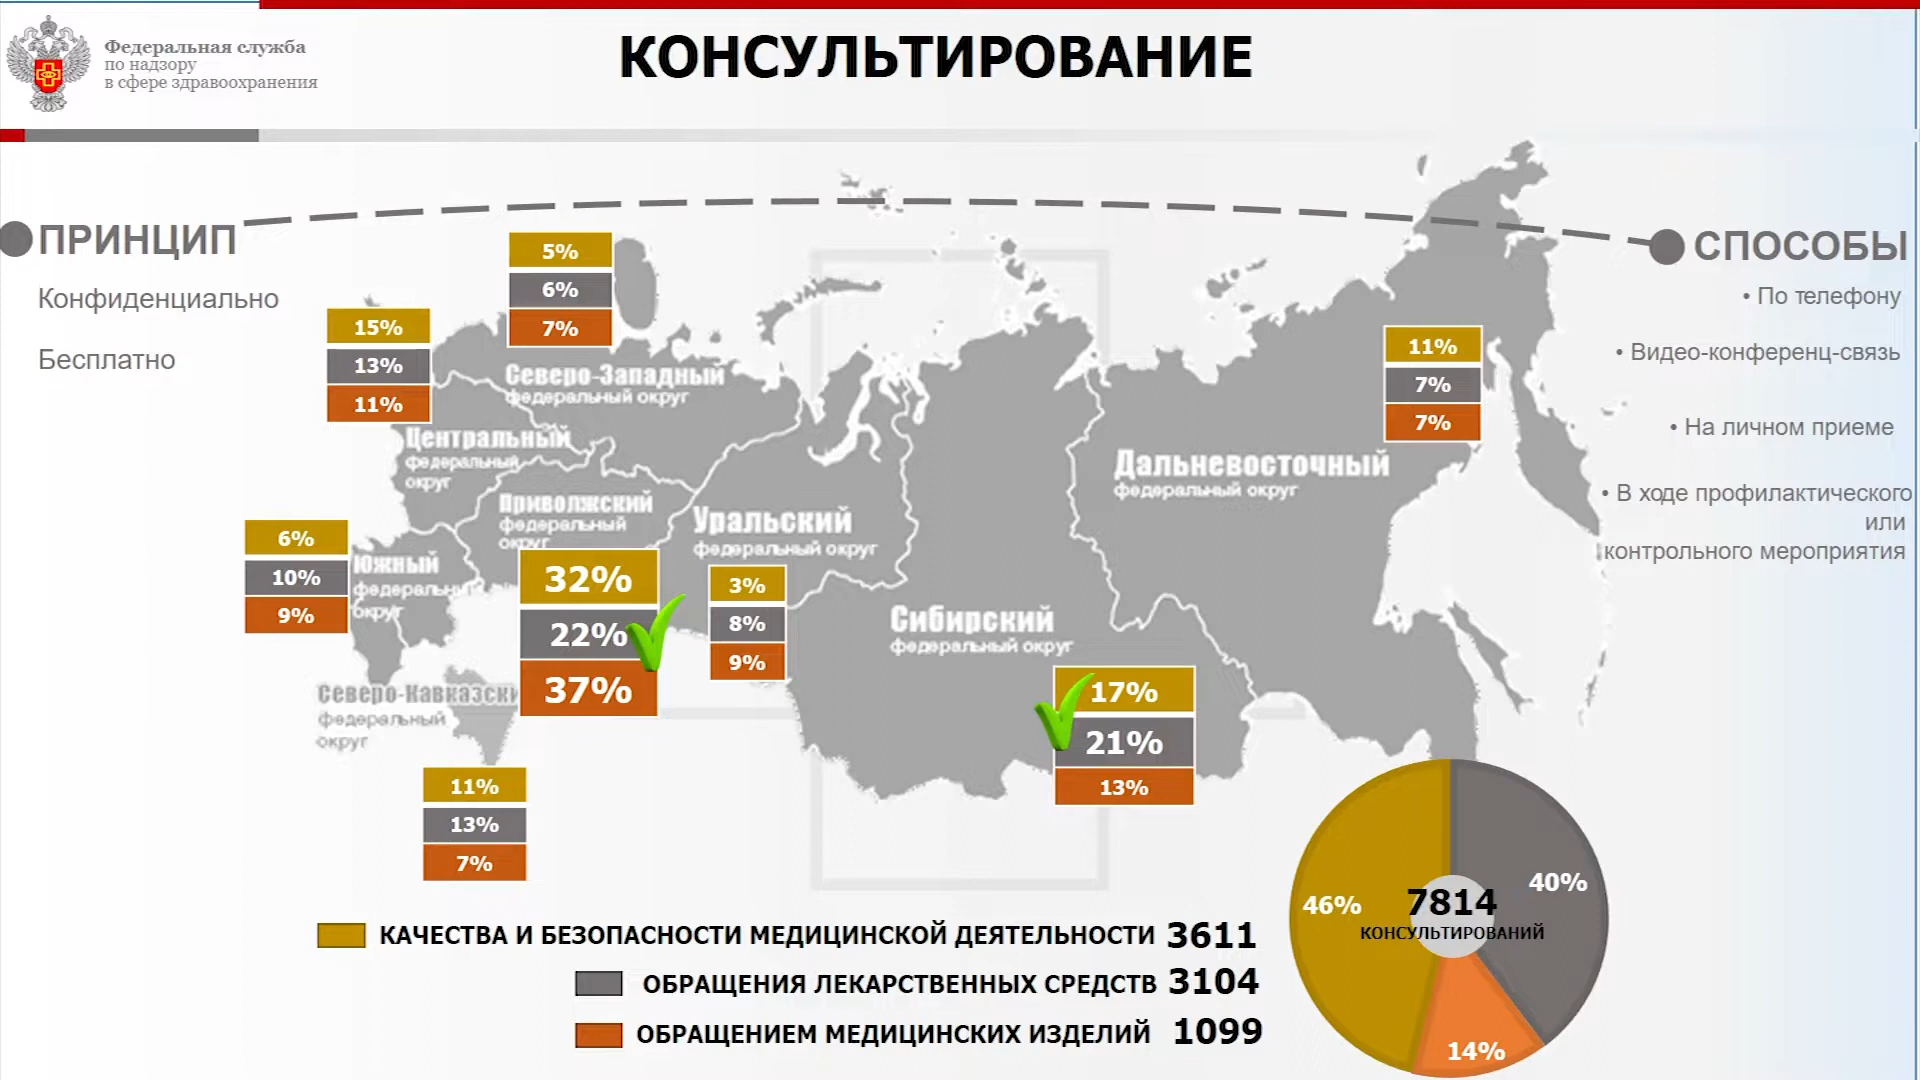 Федеральная служба
по надзору
в сфере здравоохранения
КОНСУЛЬТИРОВАНИЕ
ПРИНЦИП
Конфиденциально
Бесплатно
СПОСОБЫ
• По телефону
• Видео-конференц-связь
• На личном приеме
• В ходе профилактического
или
контрольного мероприятия
5%
6%
7%
Северо-Западный
федеральный округ
15%
13%
11%
Центральный
федеральный
округ
11%
7%
7%
Дальневосточный
федеральный округ
Приволжский
федеральный
округ
32%
22%
37%
Уральский
федеральный округ
3%
8%
9%
6%
10%
9%
Южный
федеральный
округ
Сибирский
федеральный округ
17%
21%
13%
Северо-Кавказски
федеральный
округ
11%
13%
7%
КАЧЕСТВА И БЕЗОПАСНОСТИ МЕДИЦИНСКОЙ ДЕЯТЕЛЬНОСТИ 3611
ОБРАЩЕНИЯ ЛЕКАРСТВЕННЫХ СРЕДСТВ 3104
ОБРАЩЕНИЕМ МЕДИЦИНСКИХ ИЗДЕЛИЙ 1099
46%
40%
14%
7814
КОНСУЛЬТИРОВАНИЙ